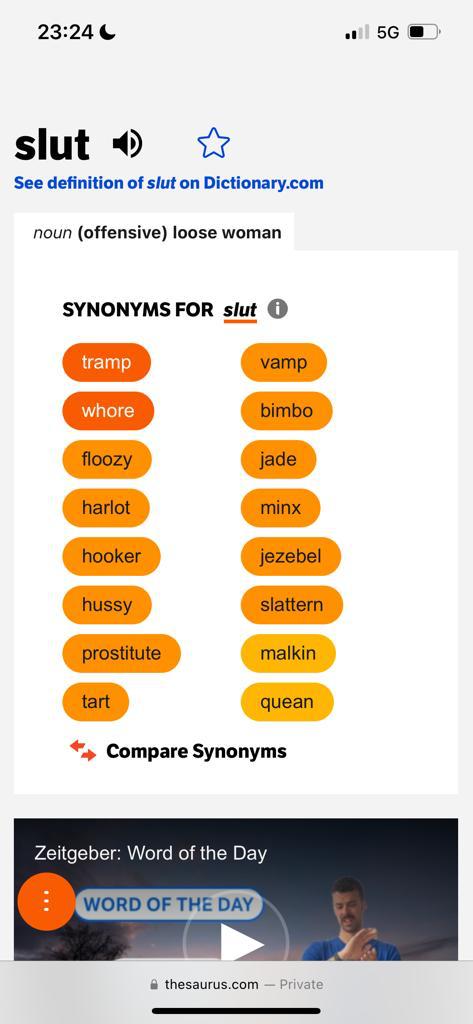 23:24
5G
slut
See definition of slut on Dictionary.com
noun (offensive) loose woman
SYNONYMS FOR slut
tramp
whore
floozy
harlot
hooker
hussy
prostitute
tart
vamp
bimbo
jade
minx
jezebel
slattern
malkin
quean
Compare Synonyms
Zeitgeber: Word of the Day
WORD OF THE DAY
thesaurus.com — Private